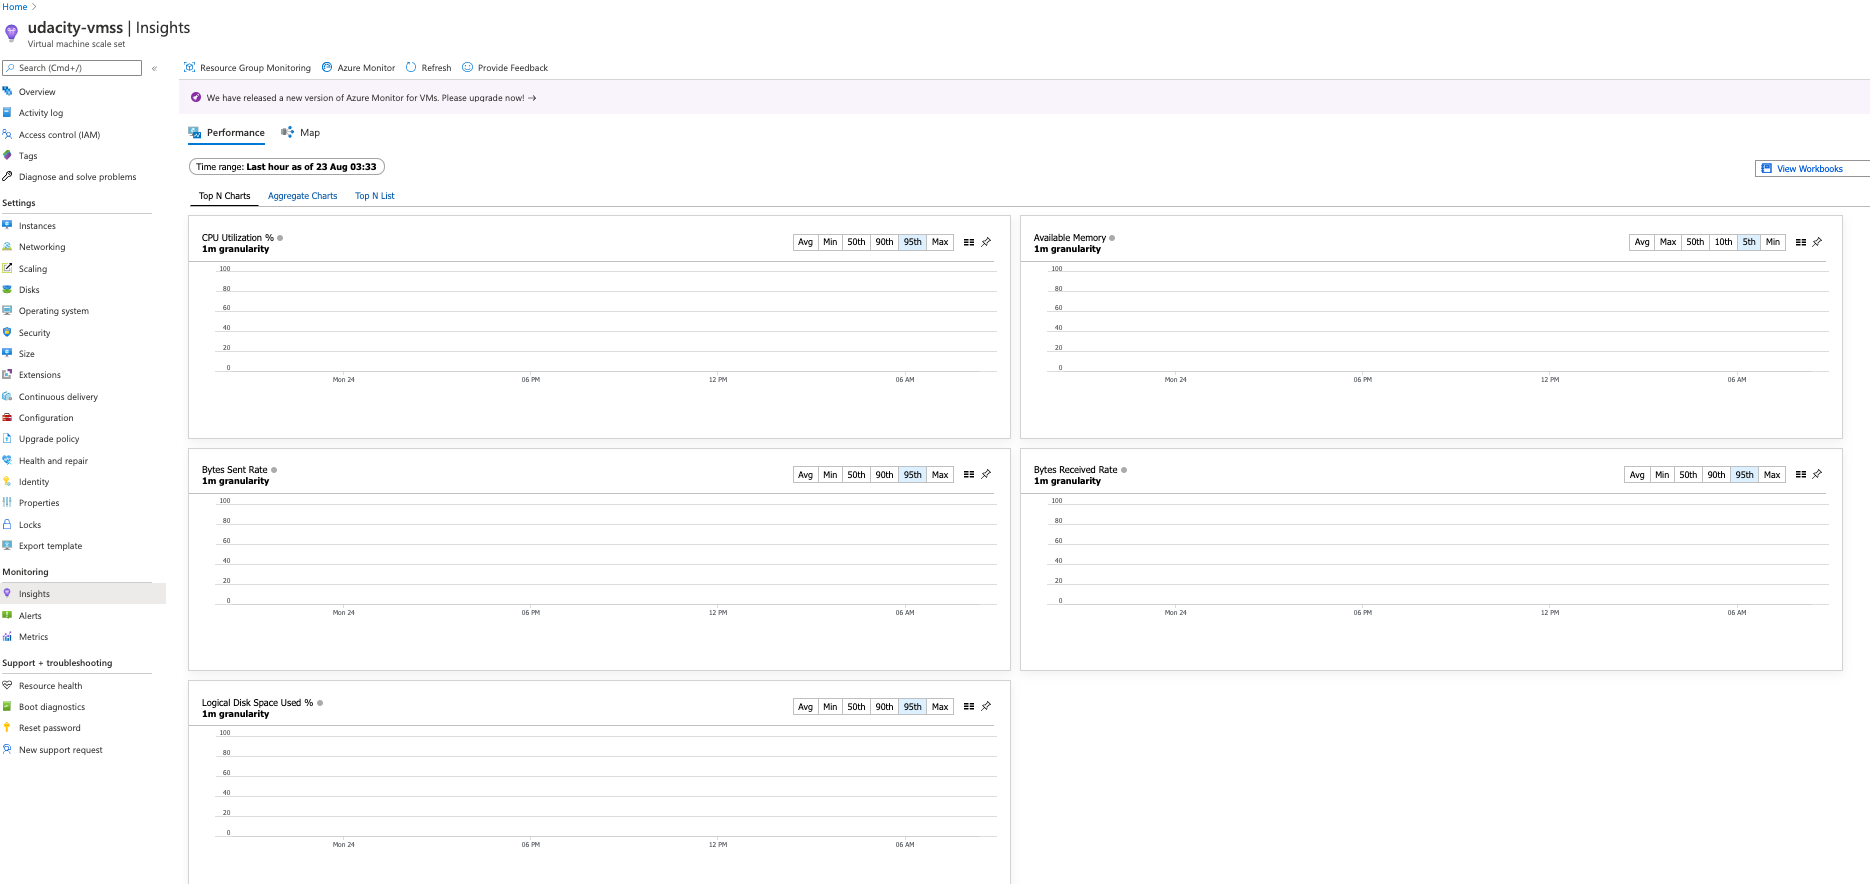 Home >
udacity-vmss | Insights
Virtual machine scale set
Search (Cmd+/)
«
Overview
Activity log
Access control (IAM)
Tags
Diagnose and solve problems
Settings
Instances
Networking
Scaling
Disks
Operating system
Security
Size
Extensions
Continuous delivery
Configuration
Upgrade policy
Health and repair
Identity
Properties
Locks
Export template
Monitoring
Insights
Alerts
Metrics
Support + troubleshooting
Resource health
Boot diagnostics
Reset password
New support request
Resource Group Monitoring Azure Monitor Refresh Provide Feedback
We have released a new version of Azure Monitor for VMs. Please upgrade now! →
Performance Map
Time range: Last hour as of 23 Aug 03:33
View Workbooks
Top N Charts Aggregate Charts Top N List
CPU Utilization %
1m granularity
Avg Min 50th 90th 95th Max
100
80
60
40
20
0
Mon 24 06 PM 12 PM 06 AM
Available Memory
1m granularity
Avg Max 50th 10th 5th Min
100
80
60
40
20
0
Mon 24 06 PM 12 PM 06 AM
Bytes Sent Rate
1m granularity
Avg Min 50th 90th 95th Max
100
80
60
40
20
0
Mon 24 06 PM 12 PM 06 AM
Bytes Received Rate
1m granularity
Avg Min 50th 90th 95th Max
100
80
60
40
20
0
Mon 24 06 PM 12 PM 06 AM
Logical Disk Space Used %
1m granularity
Avg Min 50th 90th 95th Max
100
80
60
40
20
0
Mon 24 06 PM 12 PM 06 AM